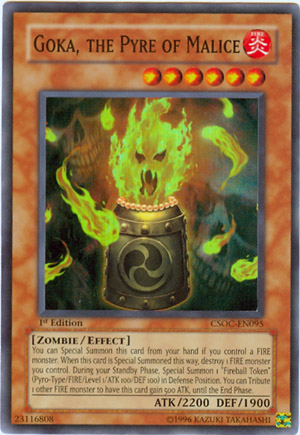 GOKA, THE PYRE OF MALICE
FIRE
炎
1st Edition
CSOC-EN095
[ZOMBIE / EFFECT]
You can Special Summon this card from your hand if you control a FIRE
monster. When this card is Special Summoned this way, destroy 1 FIRE monster
you control. During your Standby Phase, Special Summon 1 "Fireball Token"
(Pyro-Type/FIRE/Level 1/ATK 100/DEF 100) in Defense Position. You can Tribute
1 other FIRE monster to have this card gain 500 ATK, until the End Phase.
ATK/2200 DEF/1900
23116808
©1996 KAZUKI TAKAHASHI